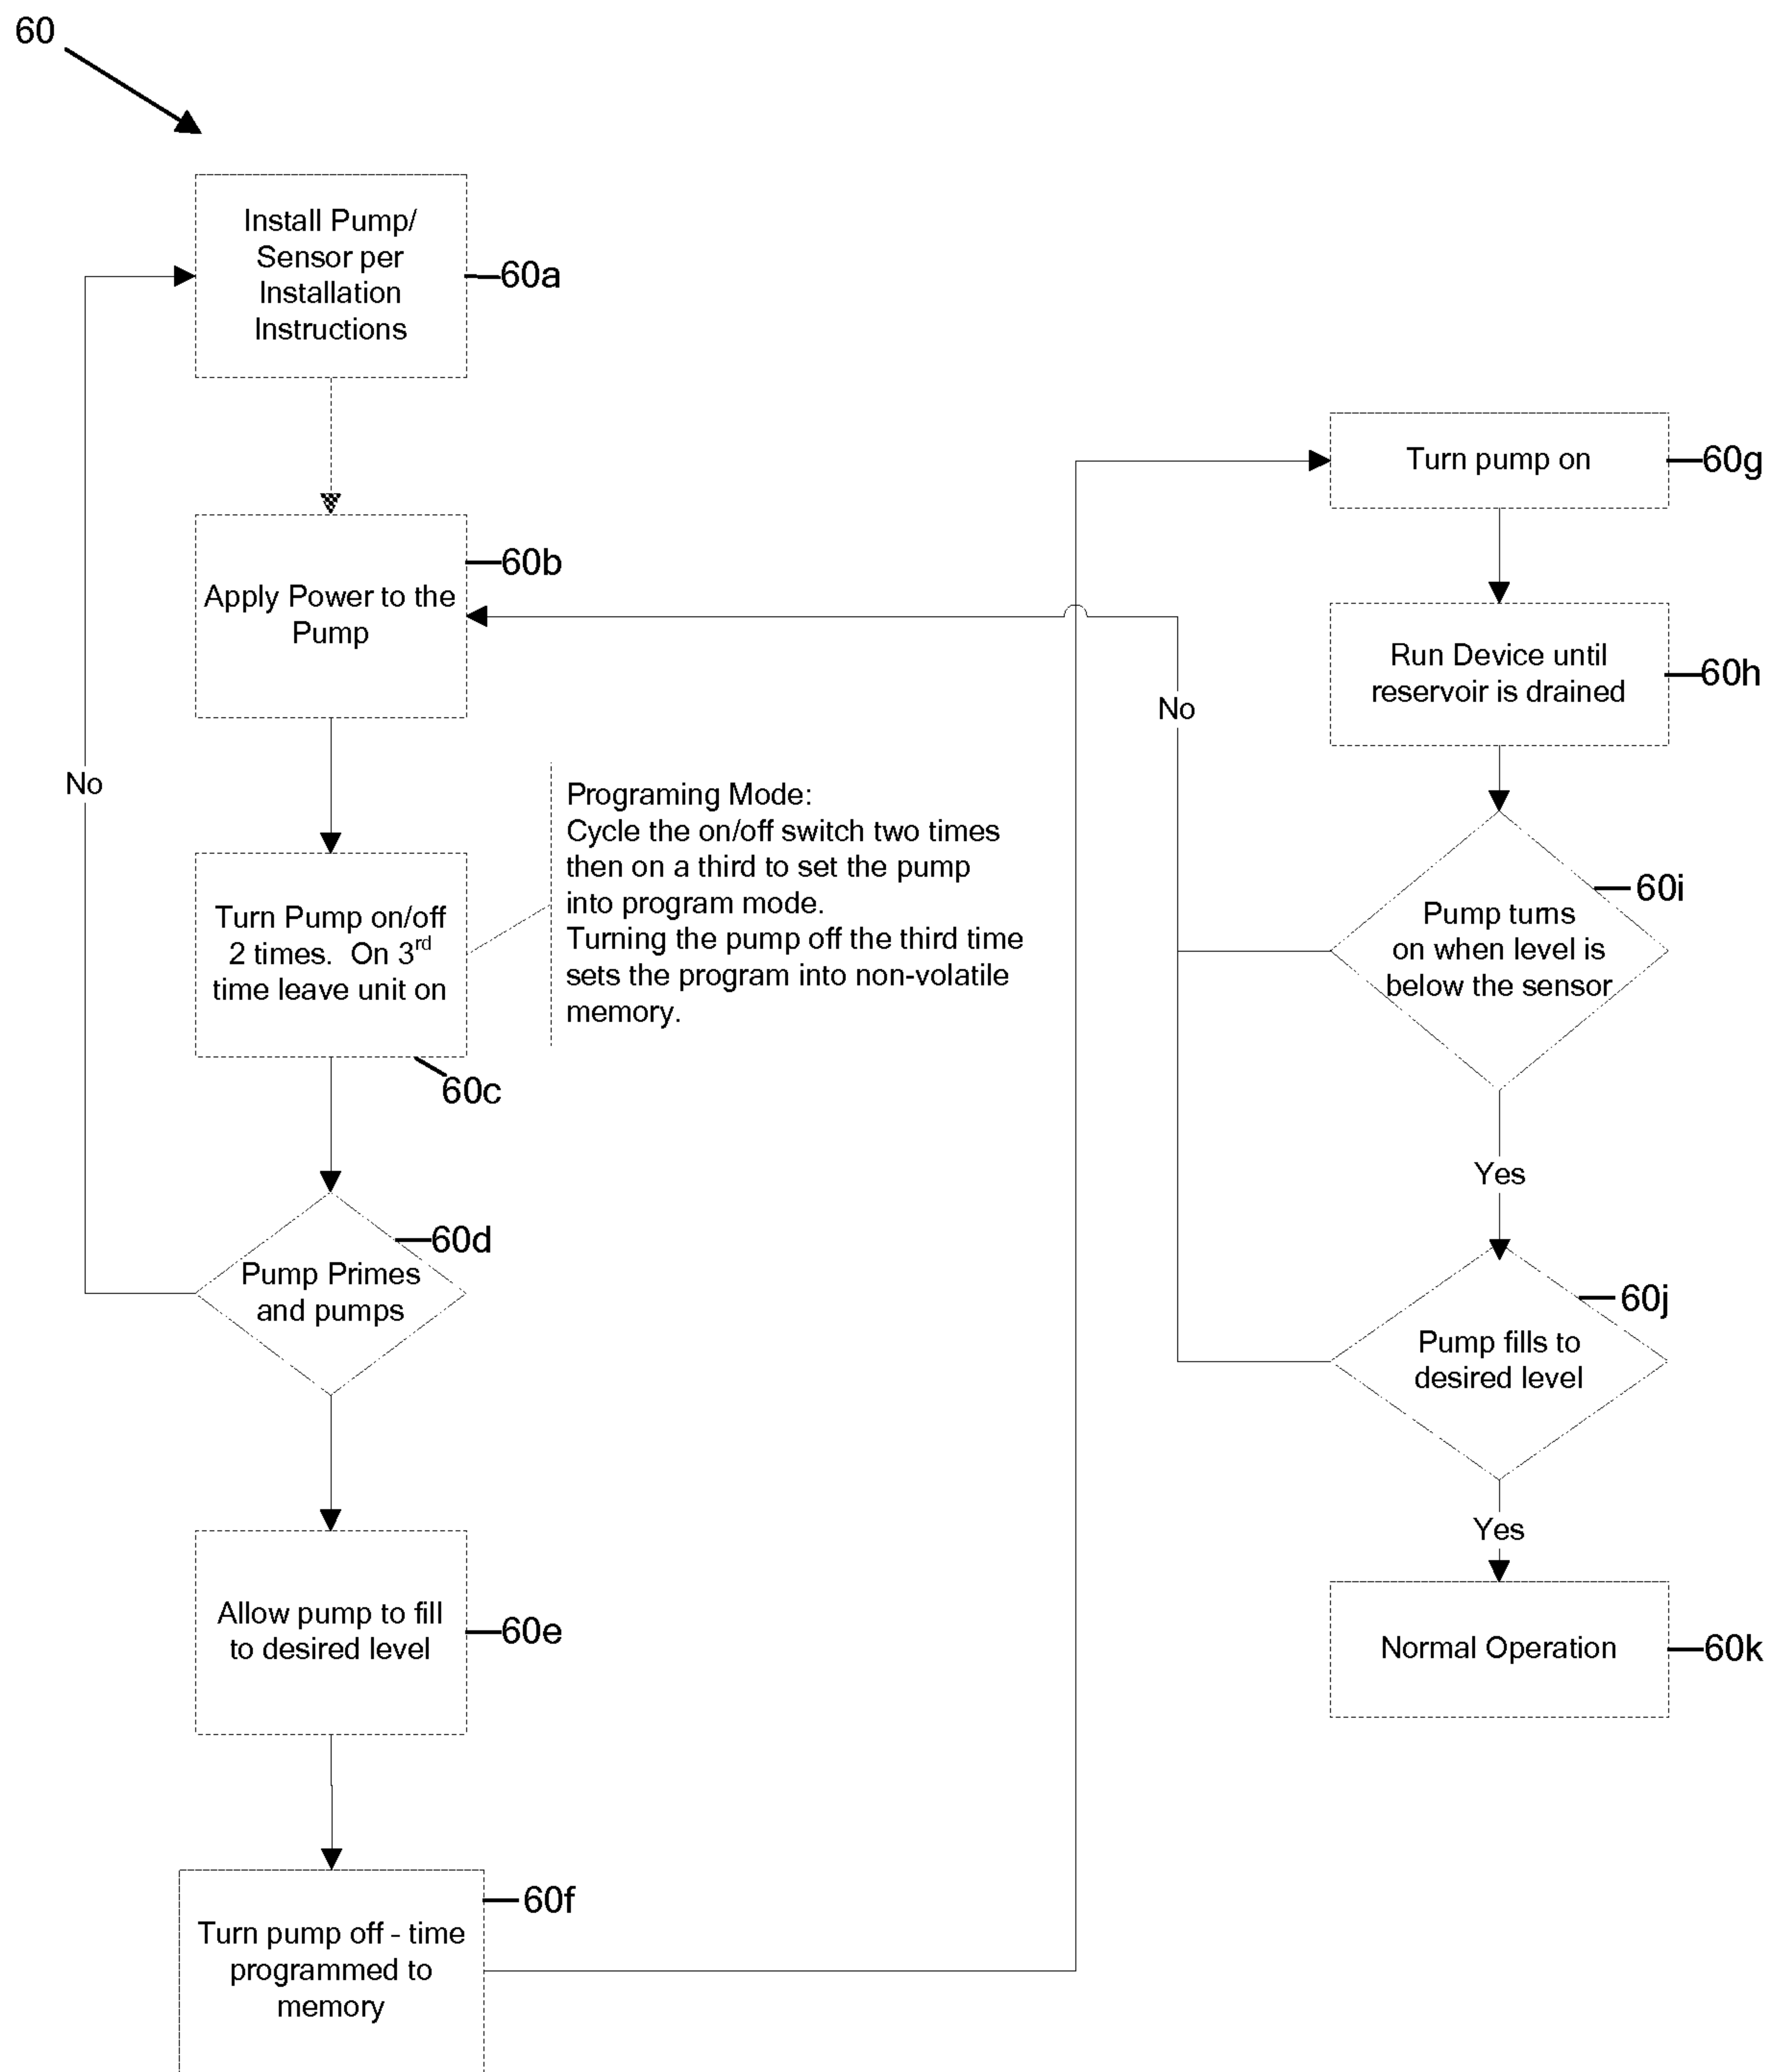 60
Install Pump/
Sensor per
Installation
Instructions
60a
60b
Apply Power to the
Pump
No
Turn Pump on/off
2 times. On 3rd
time leave unit on
60c
Programing Mode:
Cycle the on/off switch two times
then on a third to set the pump
into program mode.
Turning the pump off the third time
sets the program into non-volatile
memory.
60d
Pump Primes
and pumps
Allow pump to fill
to desired level
60e
60f
Turn pump off - time
programmed to
memory
Turn pump on
60g
Run Device until
reservoir is drained
60h
No
60i
Pump turns
on when level is
below the sensor
Yes
60j
Pump fills to
desired level
Yes
Normal Operation
60k